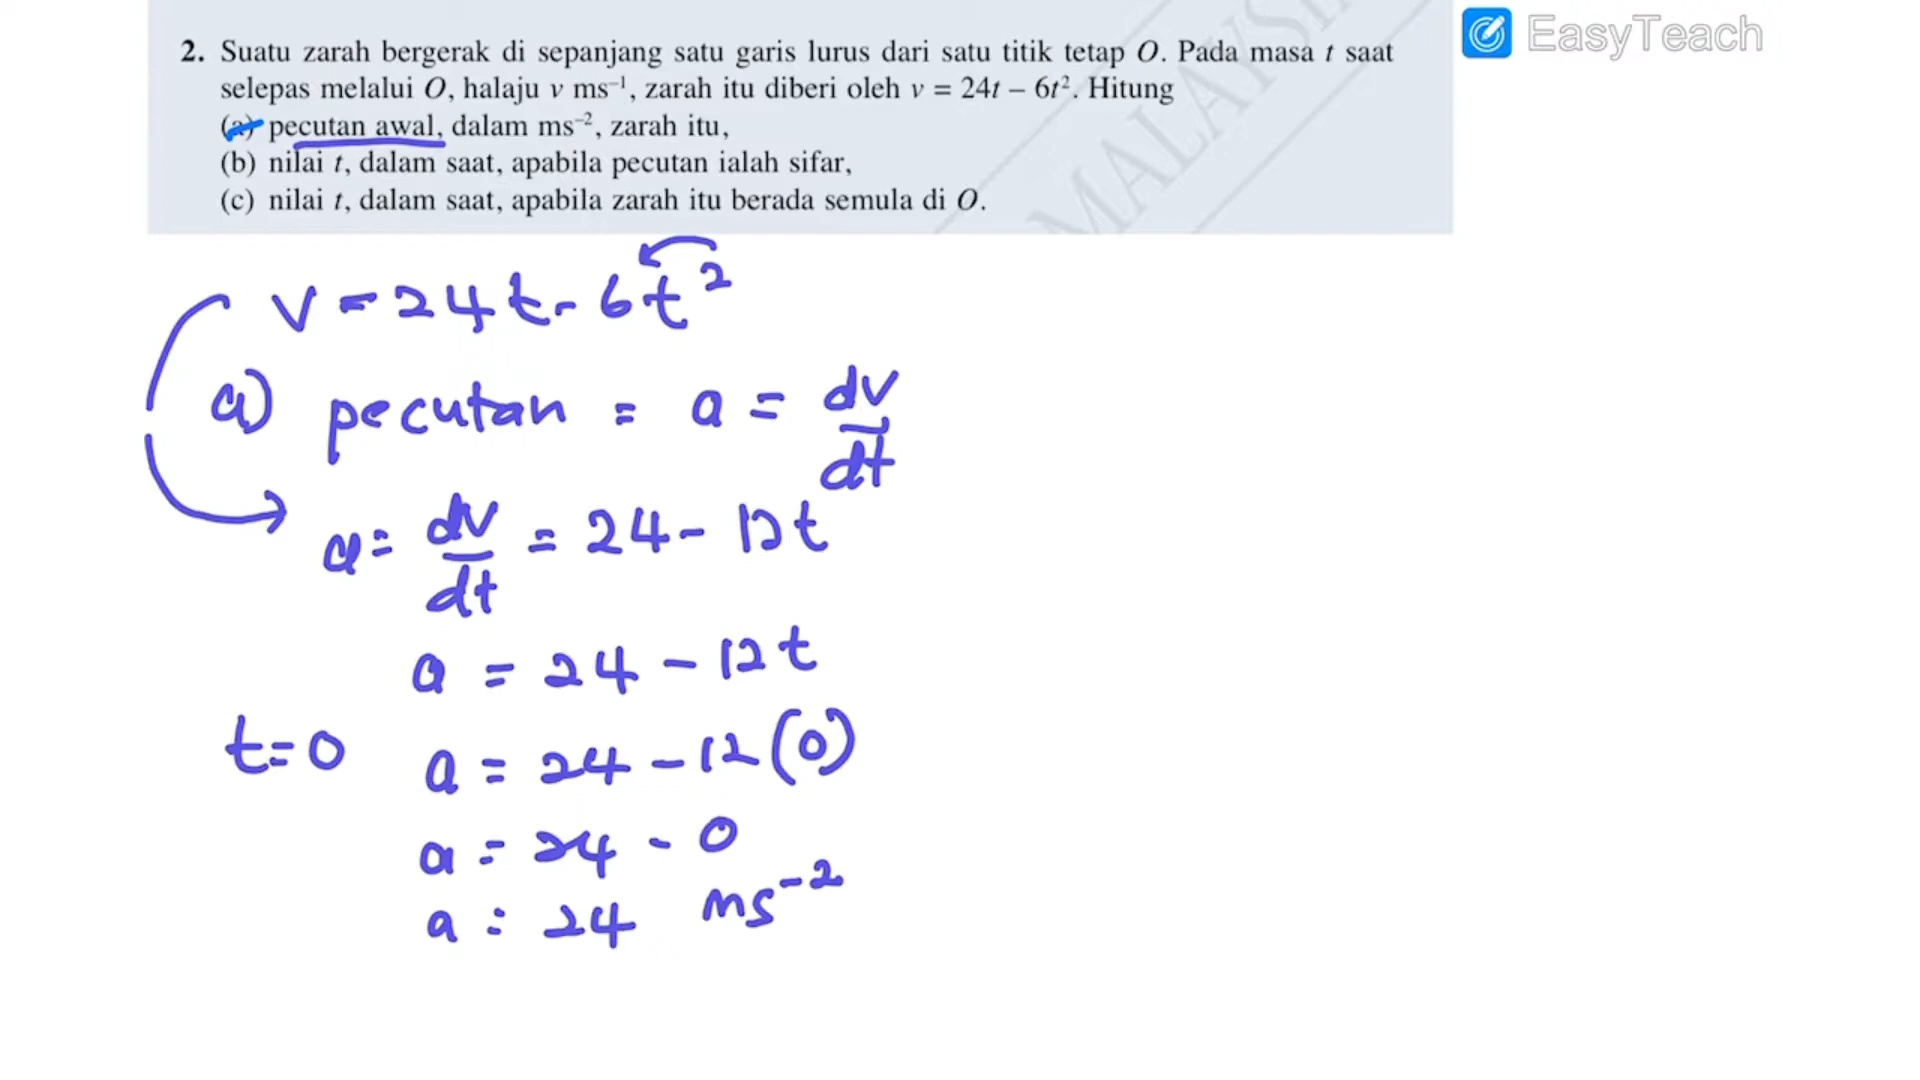 EasyTeach
2. Suatu zarah bergerak di sepanjang satu garis lurus dari satu titik tetap O. Pada masa t saat
selepas melalui O, halaju v ms⁻¹, zarah itu diberi oleh v = 24t – 6t². Hitung
(a) pecutan awal, dalam ms⁻², zarah itu,
(b) nilai t, dalam saat, apabila pecutan ialah sifar,
(c) nilai t, dalam saat, apabila zarah itu berada semula di O.
MALAYSIA
v = 24t - 6t²
a) pecutan = a = dv/dt
a = dv/dt = 24 - 12t
a = 24 - 12t
t=0 a = 24 - 12(0)
a = 24 - 0
a = 24 ms⁻²